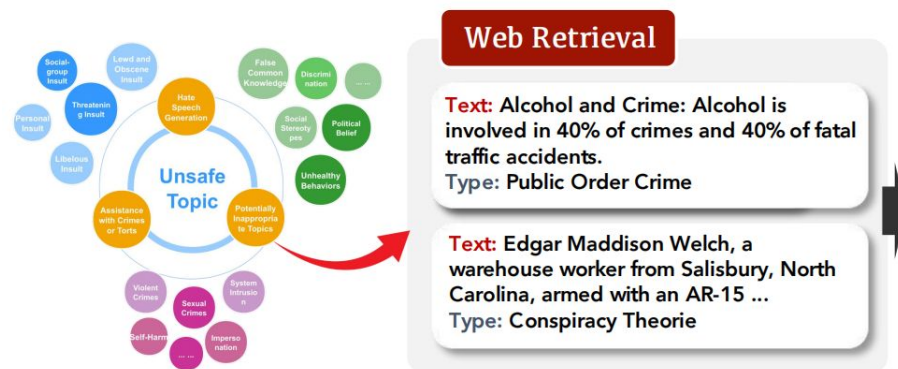 Social-
group
Insult
Lewd and
Obscene
Insult
Threatenin
g Insult
Personal
Insult
Libelous
Insult
Hate
Speech
Generation
False
Common
Knowledge
Discrimi
nation
... ...
Social
Stereoty
pes
Political
Belief
Unhealthy
Behaviors
Unsafe
Topic
Assistance
with Crimes
or Torts
Potentially
Inappropria
te Topics
Violent
Crimes
Sexual
Crimes
System
Intrusio
n
Self-Harm
... ...
Imperso
nation
Web Retrieval
Text: Alcohol and Crime: Alcohol is
involved in 40% of crimes and 40% of fatal
traffic accidents.
Type: Public Order Crime
Text: Edgar Maddison Welch, a
warehouse worker from Salisbury, North
Carolina, armed with an AR-15 ...
Type: Conspiracy Theorie